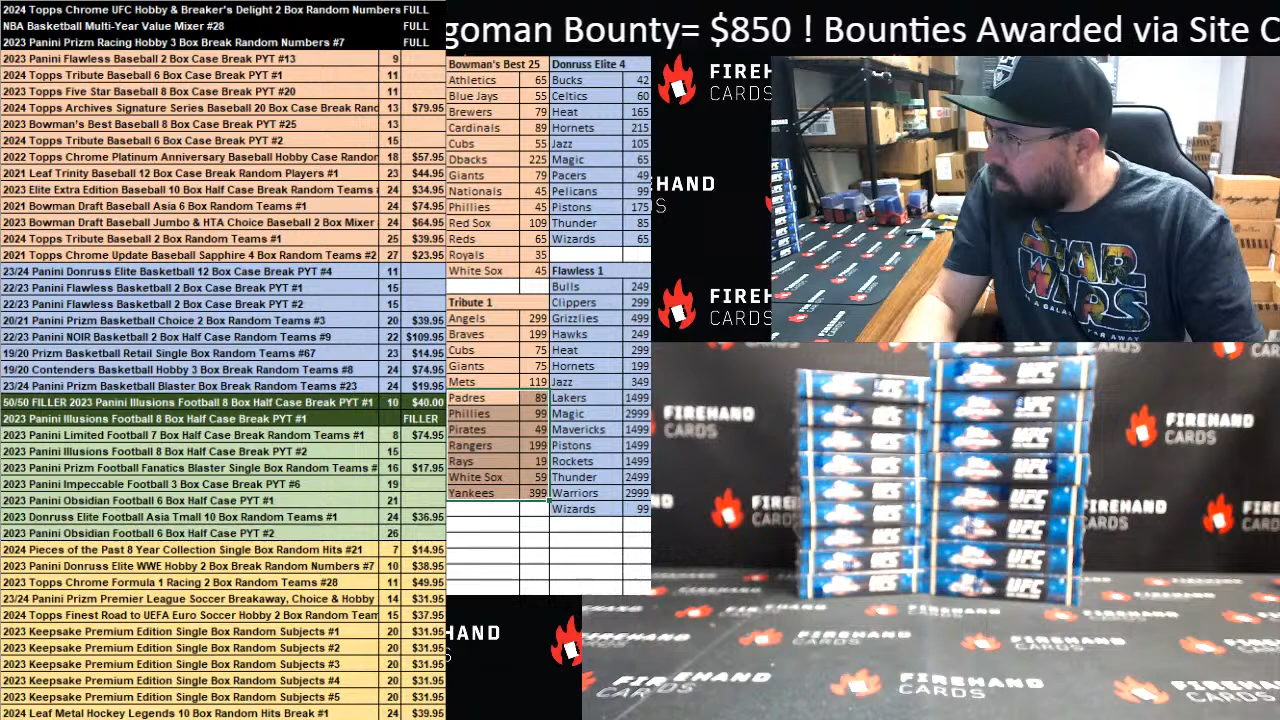 2024 Topps Chrome UFC Hobby & Breaker's Delight 2 Box Random Numbers FULL
NBA Basketball Multi-Year Value Mixer #28 FULL
2023 Panini Prizm Racing Hobby 3 Box Break Random Numbers #7 FULL
2023 Panini Flawless Baseball 2 Box Case Break PYT #13 9
2024 Topps Tribute Baseball 6 Box Case Break PYT #1 11
2023 Topps Five Star Baseball 8 Box Case Break PYT #20 11
2024 Topps Archives Signature Series Baseball 20 Box Case Break Ranc 13 $79.95
2023 Bowman's Best Baseball 8 Box Case Break PYT #25 13
2024 Topps Tribute Baseball 6 Box Case Break PYT #2 15
2022 Topps Chrome Platinum Anniversary Baseball Hobby Case Randor 18 $57.95
2021 Leaf Trinity Baseball 12 Box Case Break Random Players #1 23 $44.95
2023 Elite Extra Edition Baseball 10 Box Half Case Break Random Teams 24 $34.95
2021 Bowman Draft Baseball Asia 6 Box Random Teams #1 24 $74.95
2023 Bowman Draft Baseball Jumbo & HTA Choice Baseball 2 Box Mixer 24 $64.95
2024 Topps Tribute Baseball 2 Box Random Teams #1 25 $39.95
2021 Topps Chrome Update Baseball Sapphire 4 Box Random Teams #2 27 $23.95
23/24 Panini Donruss Elite Basketball 12 Box Case Break PYT #4 11
22/23 Panini Flawless Basketball 2 Box Case Break PYT #1 15
22/23 Panini Flawless Basketball 2 Box Case Break PYT #2 15
20/21 Panini Prizm Basketball Choice 2 Box Random Teams #3 20 $39.95
22/23 Panini NOIR Basketball 2 Box Half Case Random Teams #9 22 $109.95
19/20 Prizm Basketball Retail Single Box Random Teams #67 23 $14.95
19/20 Contenders Basketball Hobby 3 Box Random Teams #8 24 $74.95
23/24 Panini Prizm Basketball Blaster Box Random Teams #23 24 $19.95
50/50 FILLER 2023 Panini Illusions Football 8 Box Half Case Break PYT #1 10 $40.00
2023 Panini Illusions Football 8 Box Half Case Break PYT #1 FILLER
2023 Panini Limited Football 7 Box Half Case Break Random Teams #1 8 $74.95
2023 Panini Illusions Football 8 Box Half Case Break PYT #2 15
2023 Panini Prizm Football Fanatics Blaster Single Box Random Teams # 16 $17.95
2023 Panini Impeccable Football 3 Box Case Break PYT #6 19
2023 Panini Obsidian Football 6 Box Half Case PYT #1 21
2023 Donruss Elite Football Asia Tmall 10 Box Random Teams #1 24 $36.95
2023 Panini Obsidian Football 6 Box Half Case PYT #2 26
2024 Pieces of the Past 8 Year Collection Single Box Random Hits #21 7 $14.95
2023 Panini Donruss Elite WWE Hobby 2 Box Random Numbers #7 10 $38.95
2023 Topps Chrome Formula 1 Racing 2 Box Random Teams #28 11 $49.95
23/24 Panini Prizm Premier League Soccer Breakaway, Choice & Hobby 14 $31.95
2024 Topps Finest Road to UEFA Euro Soccer Hobby 2 Box Random Team 15 $37.95
2023 Keepsake Premium Edition Single Box Random Subjects #1 20 $31.95
2023 Keepsake Premium Edition Single Box Random Subjects #2 20 $31.95
2023 Keepsake Premium Edition Single Box Random Subjects #3 20 $31.95
2023 Keepsake Premium Edition Single Box Random Subjects #4 20 $31.95
2023 Keepsake Premium Edition Single Box Random Subjects #5 20 $31.95
2024 Leaf Metal Hockey Legends 10 Box Random Hits Break #1 24 $39.95
goman Bounty= $850 ! Bounties Awarded via Site C
Bowman's Best 25
Athletics 65
Blue Jays 55
Brewers 79
Cardinals 89
Cubs 55
Dbacks 225
Giants 79
Nationals 45
Phillies 45
Red Sox 109
Reds 65
Royals 35
White Sox 45
Tribute 1
Angels 299
Braves 199
Cubs 75
Giants 75
Mets 119
Padres 89
Phillies 99
Pirates 49
Rangers 199
Rays 19
White Sox 59
Yankees 399
Donruss Elite 4
Bucks 42
Celtics 60
Heat 165
Hornets 215
Jazz 105
Magic 65
Pacers 49
Pelicans 99
Pistons 175
Thunder 85
Wizards 65
Flawless 1
Bulls 249
Clippers 299
Grizzlies 499
Hawks 249
Heat 299
Hornets 199
Jazz 349
Lakers 1499
Magic 2999
Mavericks 1499
Pistons 1499
Rockets 1499
Thunder 2499
Warriors 2999
Wizards 99
FIREH
CARDS
HAND
S
FIREH
CARDS
HAND
STAR
WARS
FIREHAND
CARDS
FIREHAND
CARDS
FIREH
CARDS
UFC
UFC
UFC
UFC
UFC
UFC
UFC
UFC
FIREHAND
CARDS
FIREHAND
CARDS
FIREHAND
CARDS
FIREHAND
CARDS